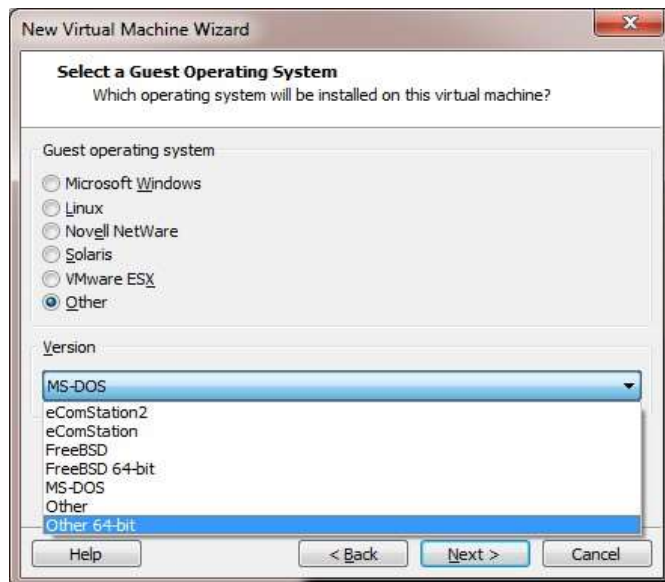 New Virtual Machine Wizard
Select a Guest Operating System
Which operating system will be installed on this virtual machine?
Guest operating system
Microsoft Windows
Linux
Novell NetWare
Solaris
VMware ESX
Other
Version
MS-DOS
eComStation2
eComStation
FreeBSD
FreeBSD 64-bit
MS-DOS
Other
Other 64-bit
Help < Back Next > Cancel